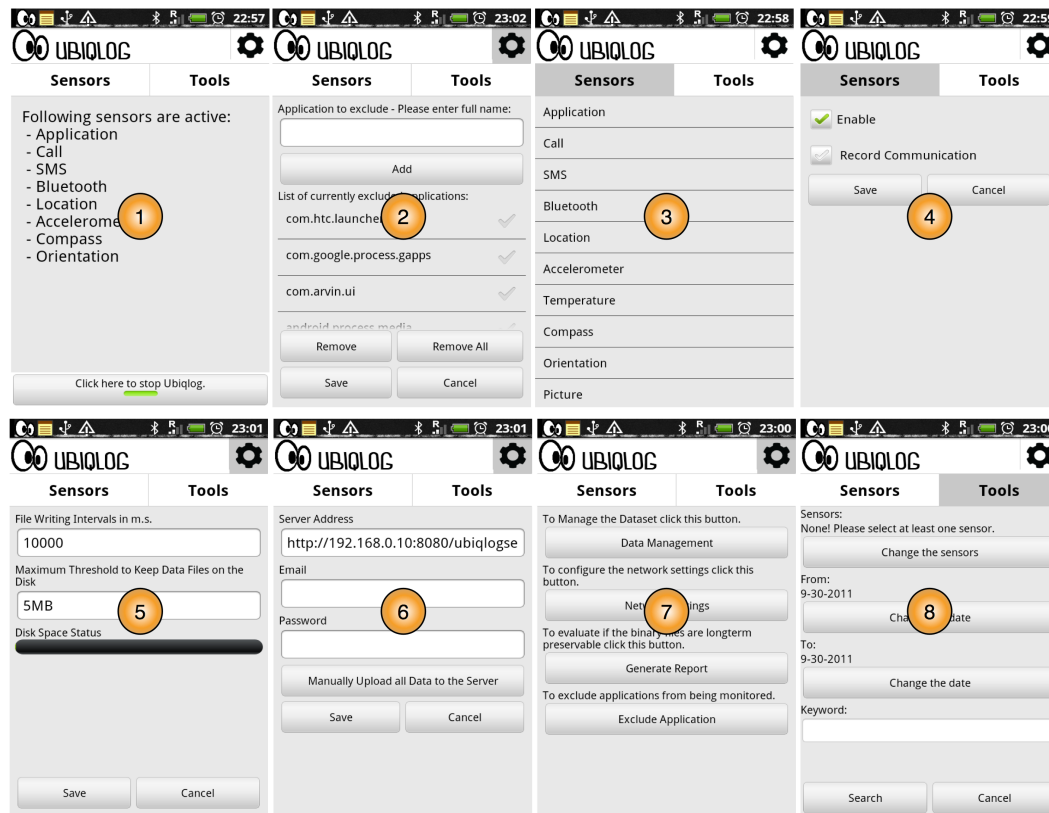 R 22:57
UBIQLOG
Sensors Tools
Following sensors are active:
- Application
- Call
- SMS
- Bluetooth
- Location
- Accelerome
- Compass
- Orientation
1
Click here to stop Ubiqlog.
R 23:02
UBIQLOG
Sensors Tools
Application to exclude - Please enter full name:
Add
List of currently excluded applications:
com.htc.launche
2
com.google.process.gapps
com.arvin.ui
android.process.media
Remove Remove All
Save Cancel
R 22:58
UBIQLOG
Sensors Tools
Application
Call
SMS
Bluetooth
3
Location
Accelerometer
Temperature
Compass
Orientation
Picture
R 22:59
UBIQLOG
Sensors Tools
Enable
Record Communication
Save Cancel
4
R 23:01
UBIQLOG
Sensors Tools
File Writing Intervals in m.s.
10000
Maximum Threshold to Keep Data Files on the
Disk
5MB
5
Disk Space Status
Save Cancel
R 23:01
UBIQLOG
Sensors Tools
Server Address
http://192.168.0.10:8080/ubiqlogse
Email
6
Password
Manually Upload all Data to the Server
Save Cancel
R 23:00
UBIQLOG
Sensors Tools
To Manage the Dataset click this button.
Data Management
To configure the network settings click this
button.
7
To evaluate if the binary files are longterm
preservable click this button.
Generate Report
To exclude applications from being monitored.
Exclude Application
R 23:00
UBIQLOG
Sensors Tools
Sensors:
None! Please select at least one sensor.
Change the sensors
From:
9-30-2011
8
date
To:
9-30-2011
Change the date
Keyword:
Search Cancel